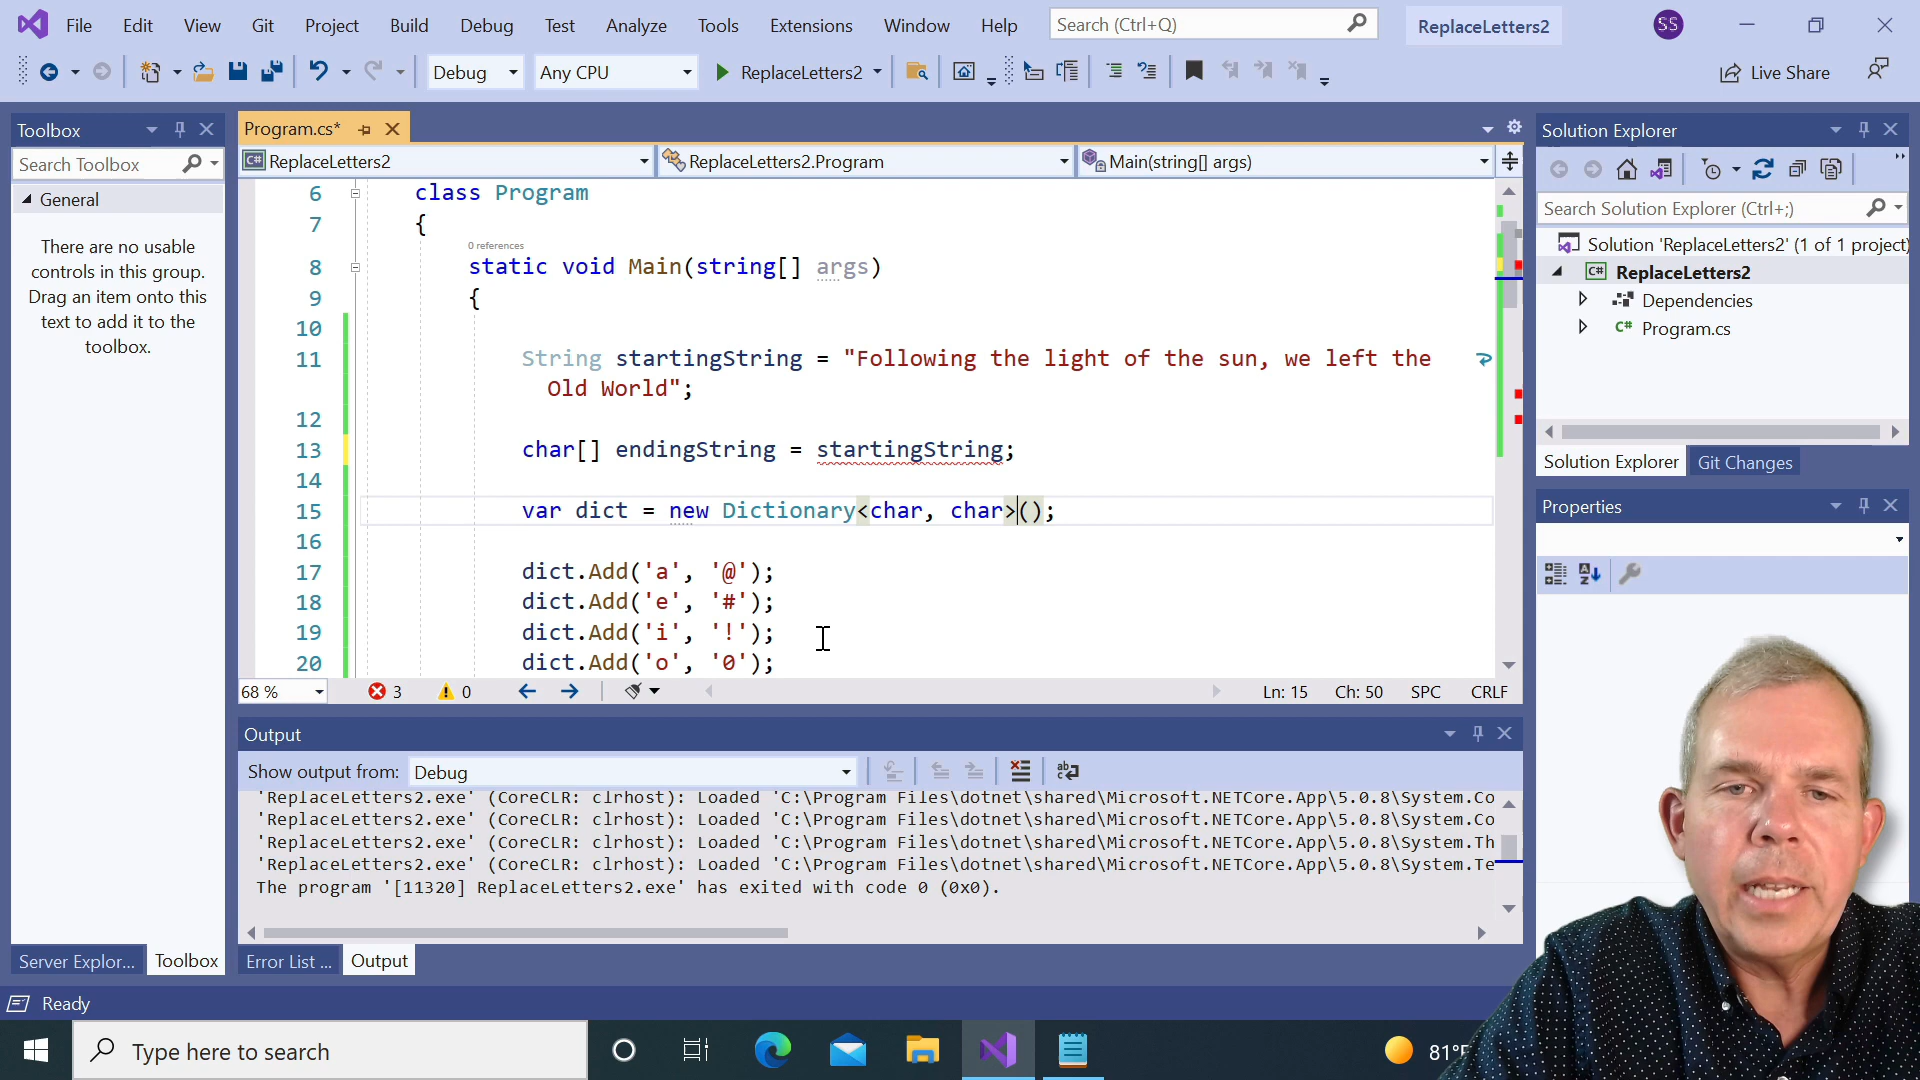 File Edit View Git Project Build Debug Test Analyze Tools Extensions Window Help Search (Ctrl+Q) ReplaceLetters2 SS
Debug Any CPU ReplaceLetters2 Live Share
Toolbox
Search Toolbox
General
There are no usable
controls in this group.
Drag an item onto this
text to add it to the
toolbox.
Server Explor... Toolbox
Program.cs*
C# ReplaceLetters2 ReplaceLetters2.Program Main(string[] args)
6 class Program
7 {
0 references
8 static void Main(string[] args)
9 {
10
11 String startingString = "Following the light of the sun, we left the
Old World";
12
13 char[] endingString = startingString;
14
15 var dict = new Dictionary<char, char>();
16
17 dict.Add('a', '@');
18 dict.Add('e', '#');
19 dict.Add('i', '!');
20 dict.Add('o', '0');
68 % 3 0 Ln: 15 Ch: 50 SPC CRLF
Output
Show output from: Debug
'ReplaceLetters2.exe' (CoreCLR: clrhost): Loaded 'C:\Program Files\dotnet\shared\Microsoft.NETCore.App\5.0.8\System.Co
'ReplaceLetters2.exe' (CoreCLR: clrhost): Loaded 'C:\Program Files\dotnet\shared\Microsoft.NETCore.App\5.0.8\System.Co
'ReplaceLetters2.exe' (CoreCLR: clrhost): Loaded 'C:\Program Files\dotnet\shared\Microsoft.NETCore.App\5.0.8\System.Th
'ReplaceLetters2.exe' (CoreCLR: clrhost): Loaded 'C:\Program Files\dotnet\shared\Microsoft.NETCore.App\5.0.8\System.Te
The program '[11320] ReplaceLetters2.exe' has exited with code 0 (0x0).
Error List ... Output
Solution Explorer
Search Solution Explorer (Ctrl+;)
Solution 'ReplaceLetters2' (1 of 1 project)
C# ReplaceLetters2
Dependencies
C# Program.cs
Solution Explorer Git Changes
Properties
Ready
Type here to search 81°F